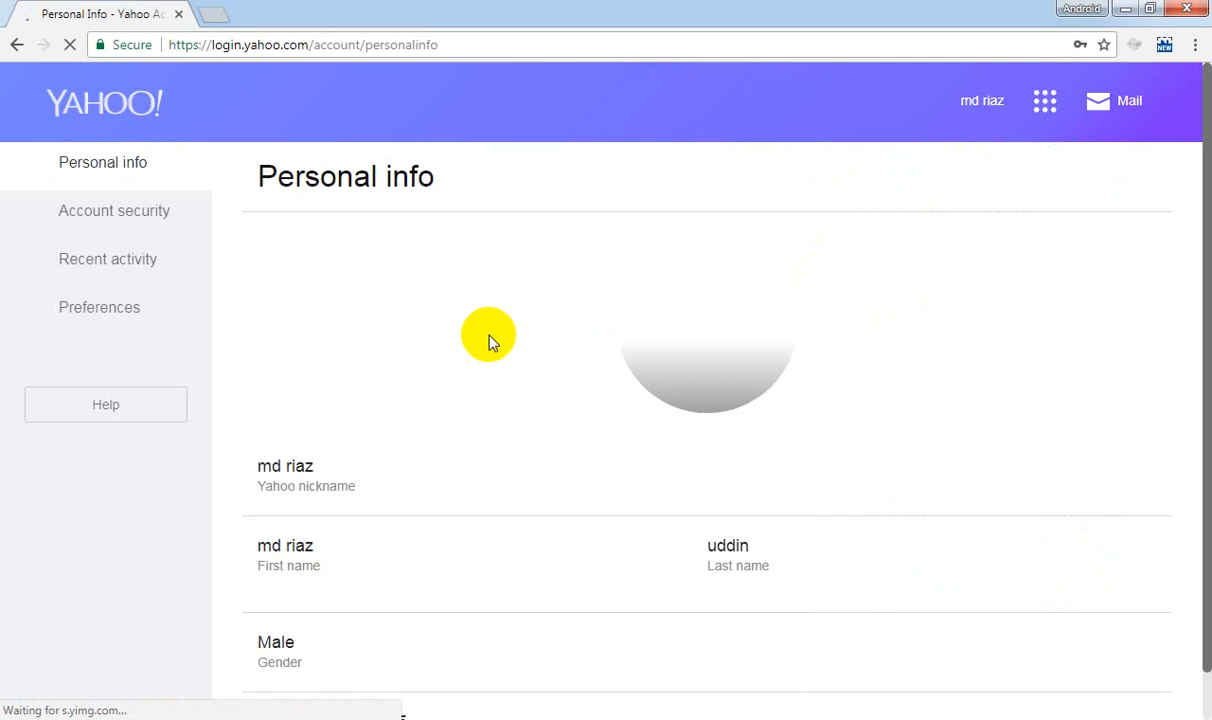 Personal Info - Yahoo Ac
Android
Secure
https://login.yahoo.com/account/personalinfo
NEW
YAHOO!
md riaz
Mail
Personal info
Account security
Recent activity
Preferences
Help
Personal info
md riaz
Yahoo nickname
md riaz
First name
uddin
Last name
Male
Gender
Waiting for s.yimg.com...